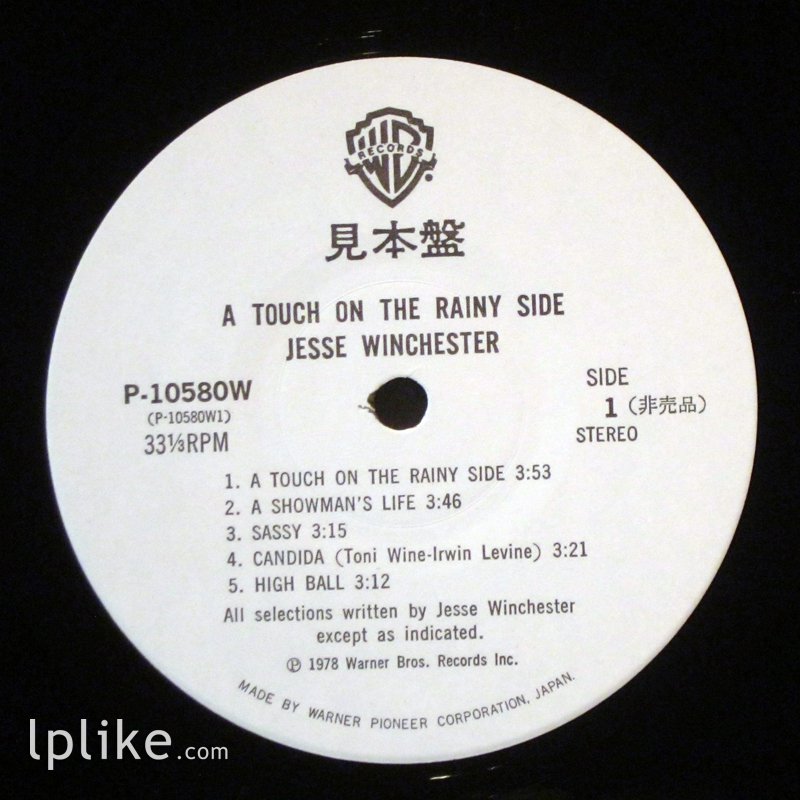 WB
RECORDS
見本盤
A TOUCH ON THE RAINY SIDE
JESSE WINCHESTER
P-10580W
(P-10580W1)
33⅓RPM
SIDE
1 (非売品)
STEREO
1. A TOUCH ON THE RAINY SIDE 3:53
2. A SHOWMAN'S LIFE 3:46
3. SASSY 3:15
4. CANDIDA (Toni Wine-Irwin Levine) 3:21
5. HIGH BALL 3:12
All selections written by Jesse Winchester
except as indicated.
℗ 1978 Warner Bros. Records Inc.
MADE BY WARNER PIONEER CORPORATION, JAPAN.
lplike.com